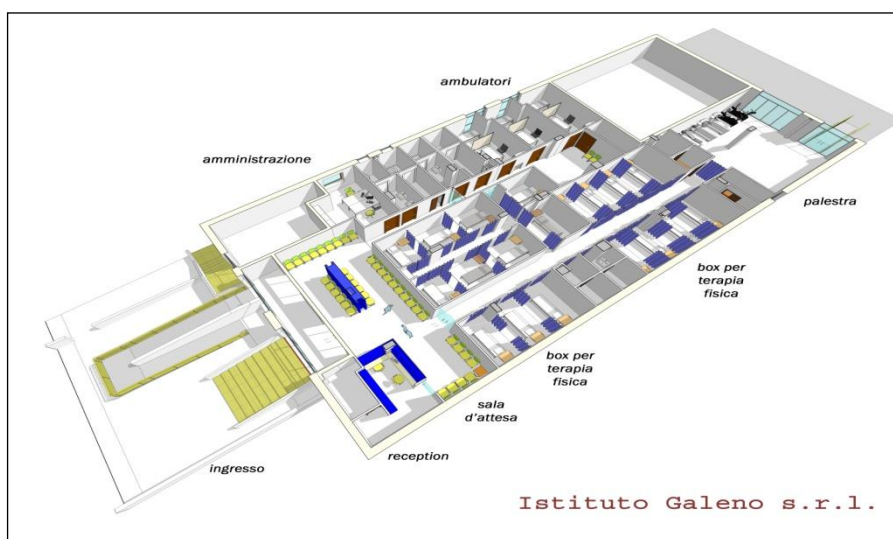 ambulatori
amministrazione
palestra
box per
terapia
fisica
box per
terapia
fisica
sala
d'attesa
reception
ingresso
Istituto Galeno s.r.l.